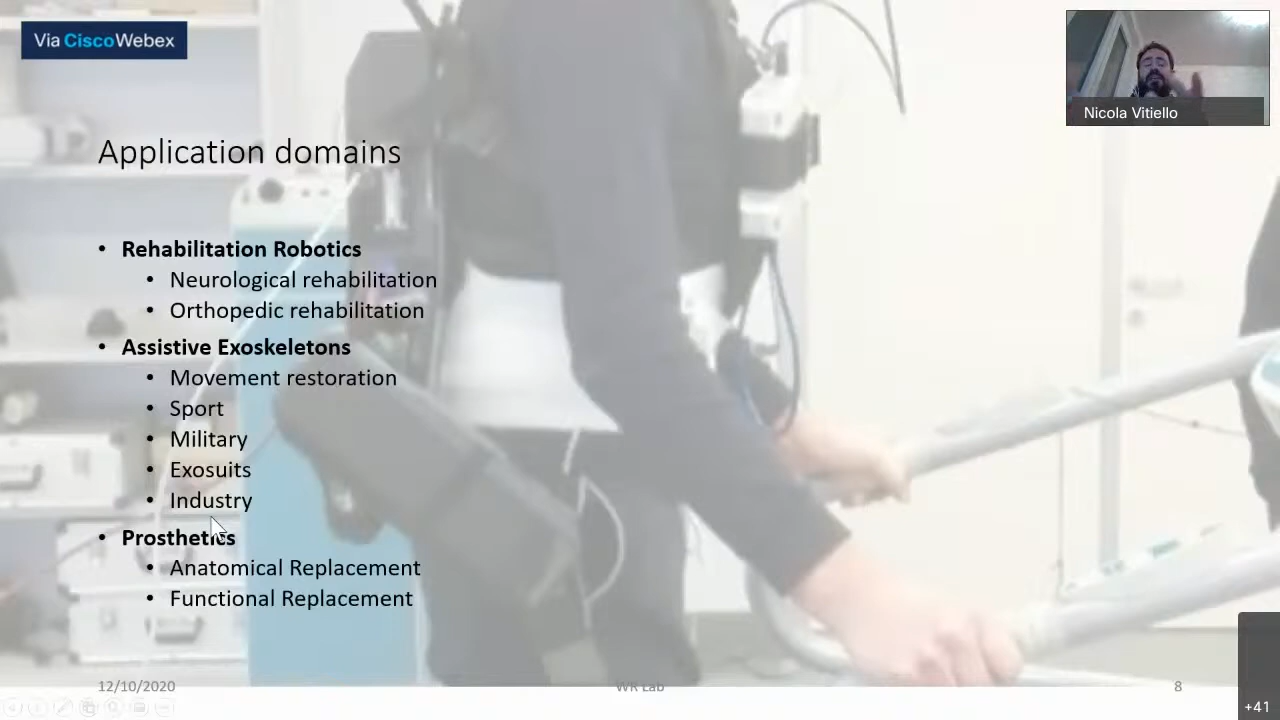 Via CiscoWebex
Nicola Vitiello
Application domains
• Rehabilitation Robotics
• Neurological rehabilitation
• Orthopedic rehabilitation
• Assistive Exoskeletons
• Movement restoration
• Sport
• Military
• Exosuits
• Industry
• Prosthetics
• Anatomical Replacement
• Functional Replacement
12/10/2020
WR Lab
8
+41